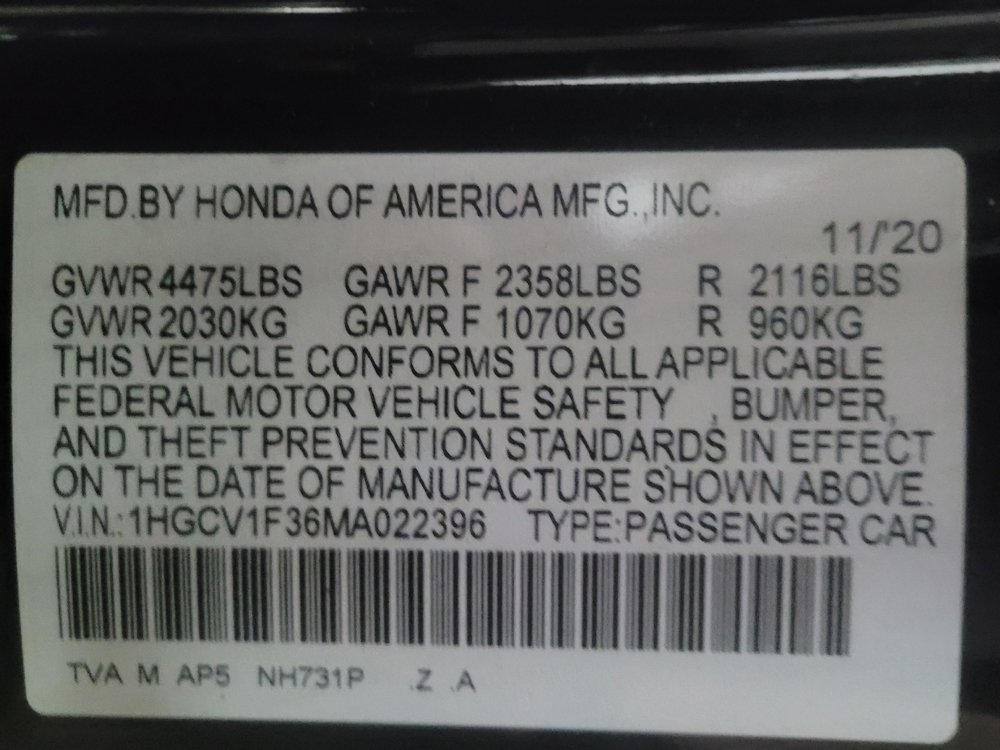 MFD.BY HONDA OF AMERICA MFG.,INC.
11/'20
GVWR 4475LBS GAWR F 2358LBS R 2116LBS
GVWR 2030KG GAWR F 1070KG R 960KG
THIS VEHICLE CONFORMS TO ALL APPLICABLE
FEDERAL MOTOR VEHICLE SAFETY , BUMPER,
AND THEFT PREVENTION STANDARDS IN EFFECT
ON THE DATE OF MANUFACTURE SHOWN ABOVE.
V.I.N.: 1HGCV1F36MA022396 TYPE:PASSENGER CAR
TVA M AP5 NH731P .Z .A